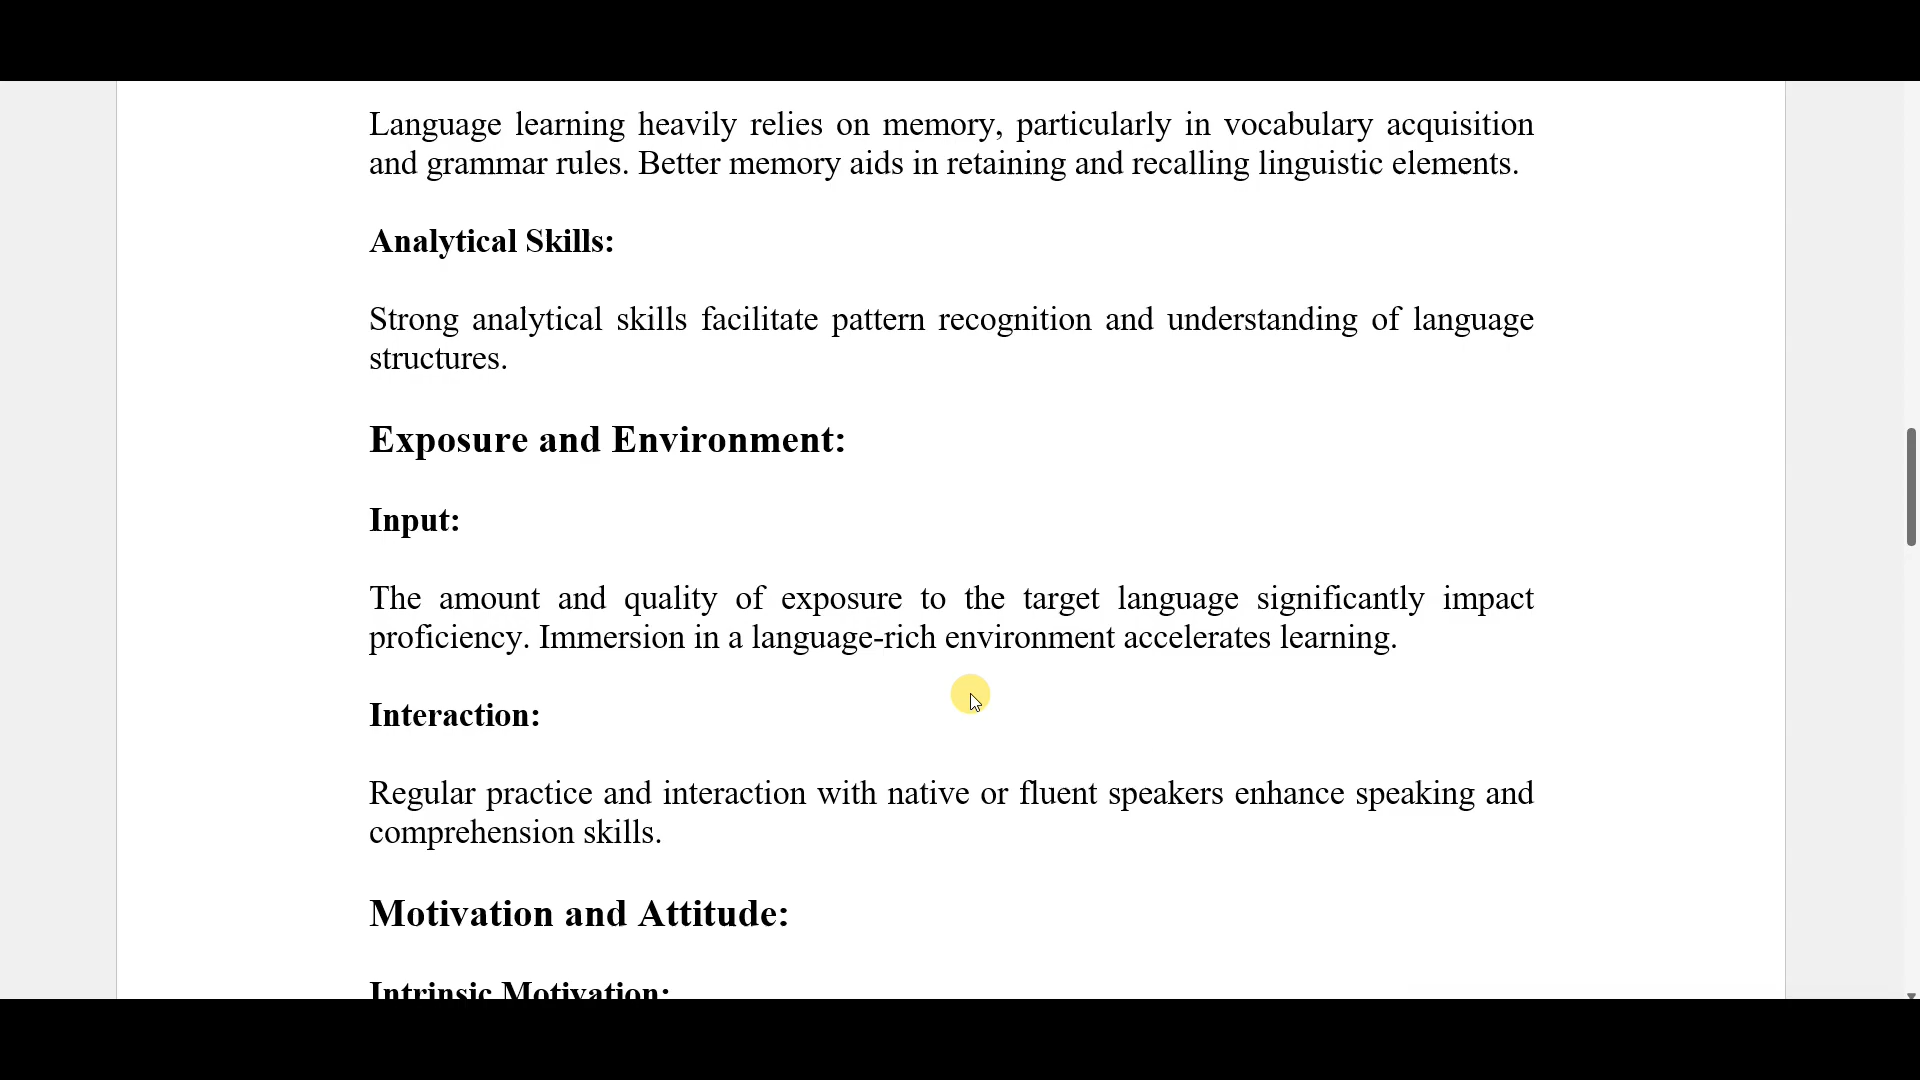 Language learning heavily relies on memory, particularly in vocabulary acquisition
and grammar rules. Better memory aids in retaining and recalling linguistic elements.
Analytical Skills:
Strong analytical skills facilitate pattern recognition and understanding of language
structures.
Exposure and Environment:
Input:
The amount and quality of exposure to the target language significantly impact
proficiency. Immersion in a language-rich environment accelerates learning.
Interaction:
Regular practice and interaction with native or fluent speakers enhance speaking and
comprehension skills.
Motivation and Attitude:
Intrinsic Motivation: